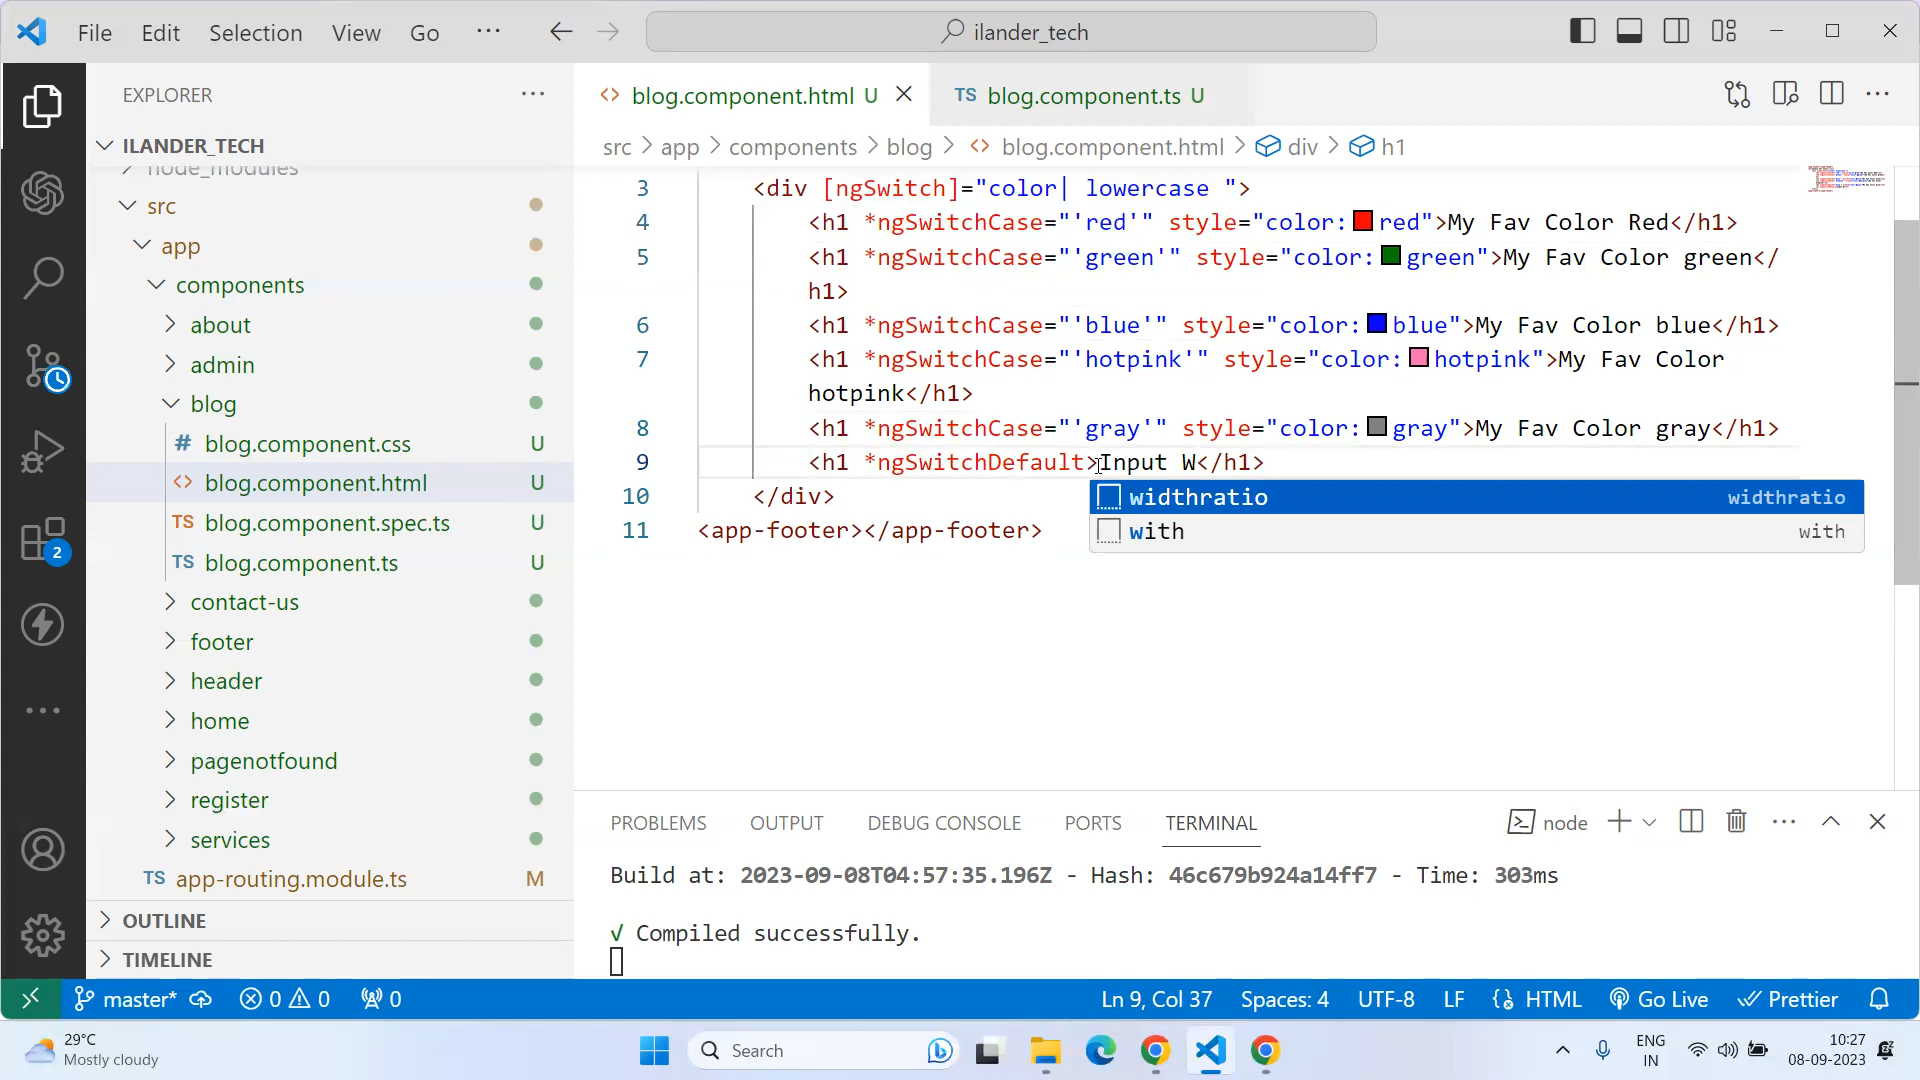 File Edit Selection View Go ··· ilander_tech
EXPLORER
ILANDER_TECH
node_modules
src
app
components
about
admin
blog
# blog.component.css U
<> blog.component.html U
TS blog.component.spec.ts U
TS blog.component.ts U
contact-us
footer
header
home
pagenotfound
register
services
TS app-routing.module.ts M
OUTLINE
TIMELINE
2
<> blog.component.html U
TS blog.component.ts U
src > app > components > blog > <> blog.component.html > div > h1
3 <div [ngSwitch]="color| lowercase ">
4 <h1 *ngSwitchCase="'red'" style="color:red">My Fav Color Red</h1>
5 <h1 *ngSwitchCase="'green'" style="color:green">My Fav Color green</
h1>
6 <h1 *ngSwitchCase="'blue'" style="color:blue">My Fav Color blue</h1>
7 <h1 *ngSwitchCase="'hotpink'" style="color:hotpink">My Fav Color
hotpink</h1>
8 <h1 *ngSwitchCase="'gray'" style="color:gray">My Fav Color gray</h1>
9 <h1 *ngSwitchDefault>Input W</h1>
10 </div>
11 <app-footer></app-footer>
widthratio widthratio
with with
PROBLEMS OUTPUT DEBUG CONSOLE PORTS TERMINAL node
Build at: 2023-09-08T04:57:35.196Z - Hash: 46c679b924a14ff7 - Time: 303ms
√ Compiled successfully.
master* 0 0 0 Ln 9, Col 37 Spaces: 4 UTF-8 LF HTML Go Live Prettier
29°C
Mostly cloudy
Search
ENG
IN
10:27
08-09-2023